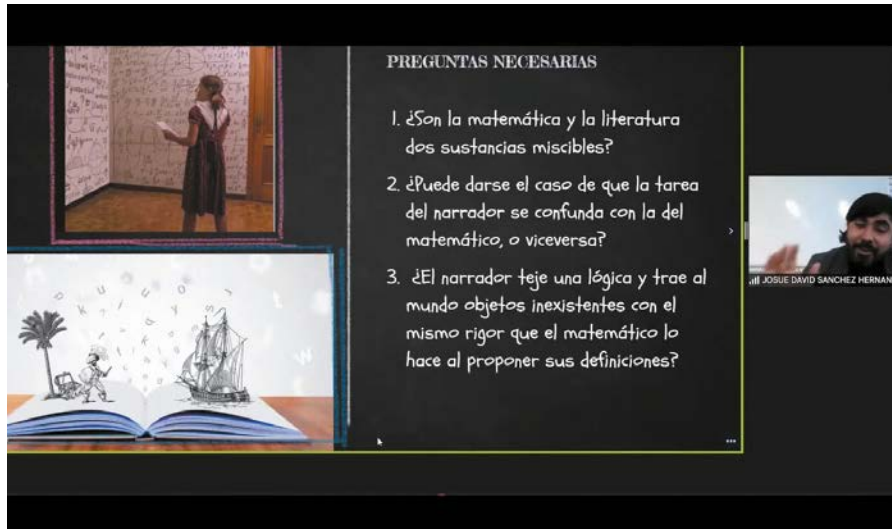 PREGUNTAS NECESARIAS
1. ¿Son la matemática y la literatura
dos sustancias miscibles?
2. ¿Puede darse el caso de que la tarea
del narrador se confunda con la del
matemático, o viceversa?
3. ¿El narrador teje una lógica y trae al
mundo objetos inexistentes con el
mismo rigor que el matemático lo
hace al proponer sus definiciones?
JOSUE DAVID SANCHEZ HERNAN